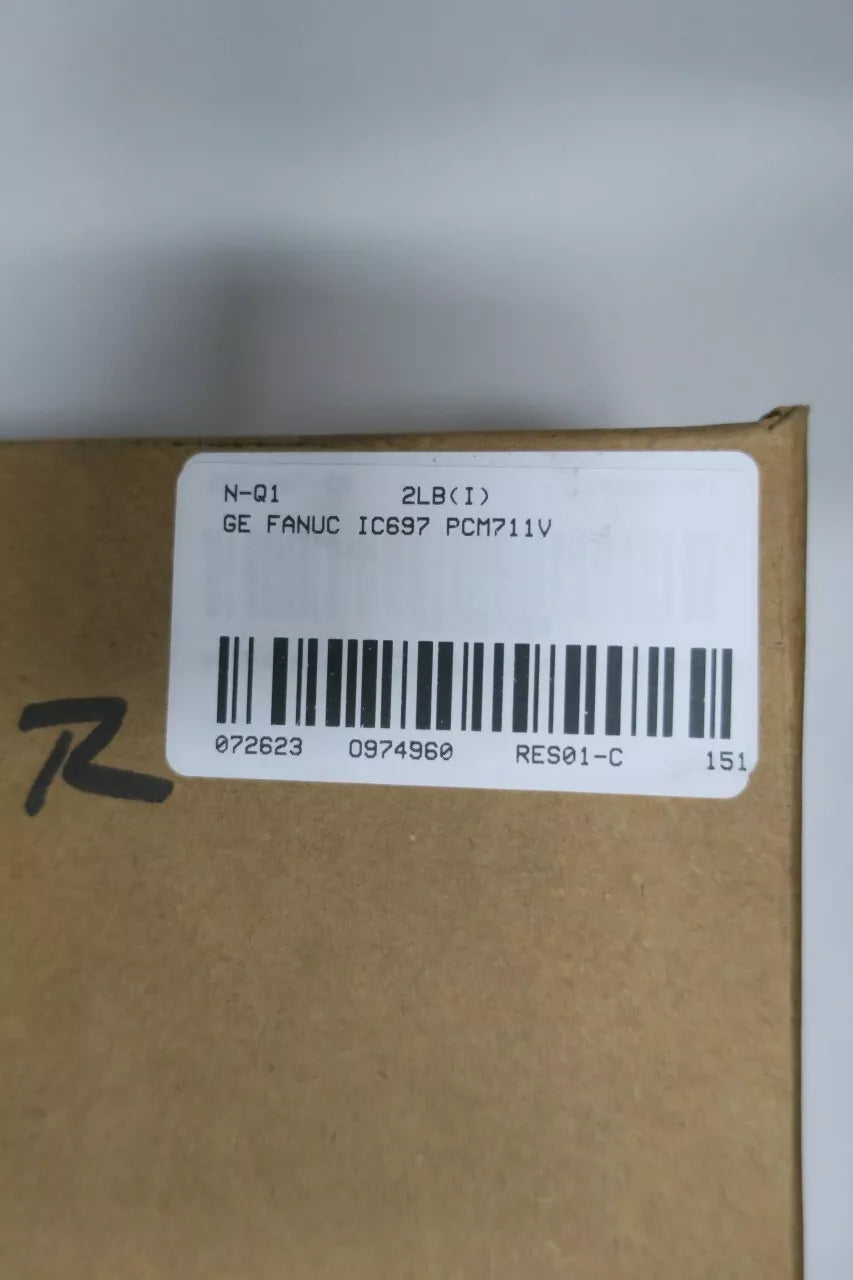 N-Q1 2LB(I)
GE FANUC IC697 PCM711V
072623 0974960 RES01-C 151
R